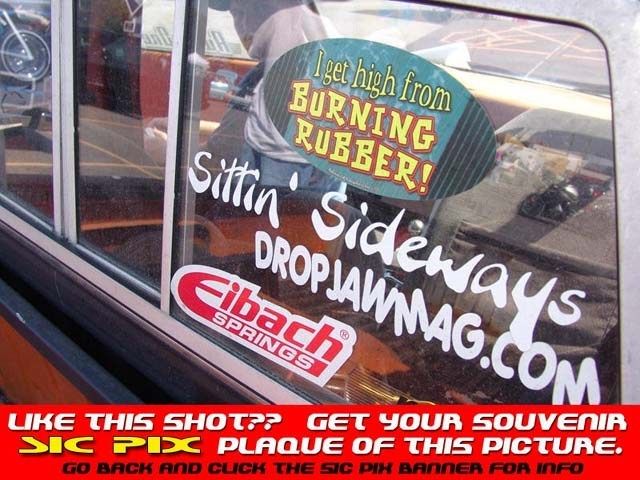 I get high from
BURNING
RUBBER!
Sittin' Sideways
DROPJAWMAG.COM
Eibach®
SPRINGS
LIKE THIS SHOT?? GET YOUR SOUVENIR
SIC PIX PLAQUE OF THIS PICTURE.
GO BACK AND CLICK THE SIC PIX BANNER FOR INFO